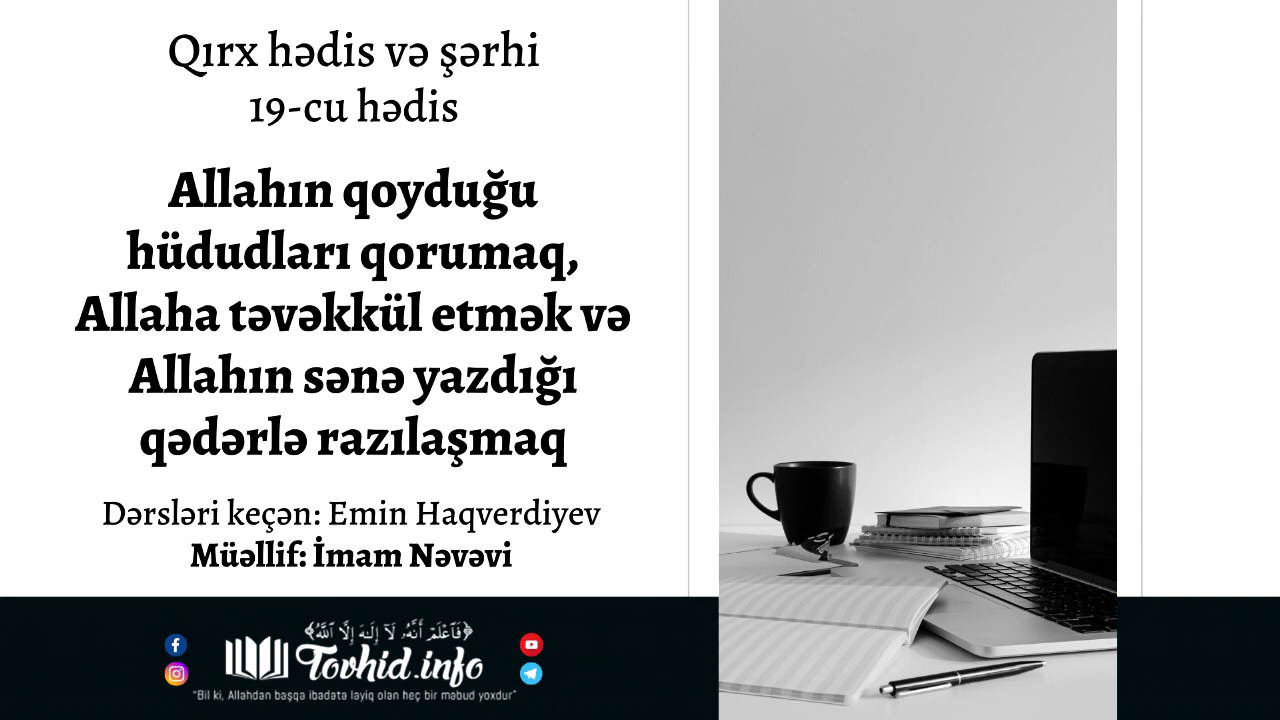 Qırx hədis və şərhi
19-cu hədis
Allahın qoyduğu
hüdudları qorumaq,
Allaha təvəkkül etmək və
Allahın sənə yazdığı
qədərlə razılaşmaq
Dərsləri keçən: Emin Haqverdiyev
Müəllif: İmam Nəvəvi
﴿فَٱعْلَمْ أَنَّهُۥ لَآ إِلَـٰهَ إِلَّا ٱللَّهُ﴾
Tovhid.info
"Bil ki, Allahdan başqa ibadətə layiq olan heç bir məbud yoxdur"